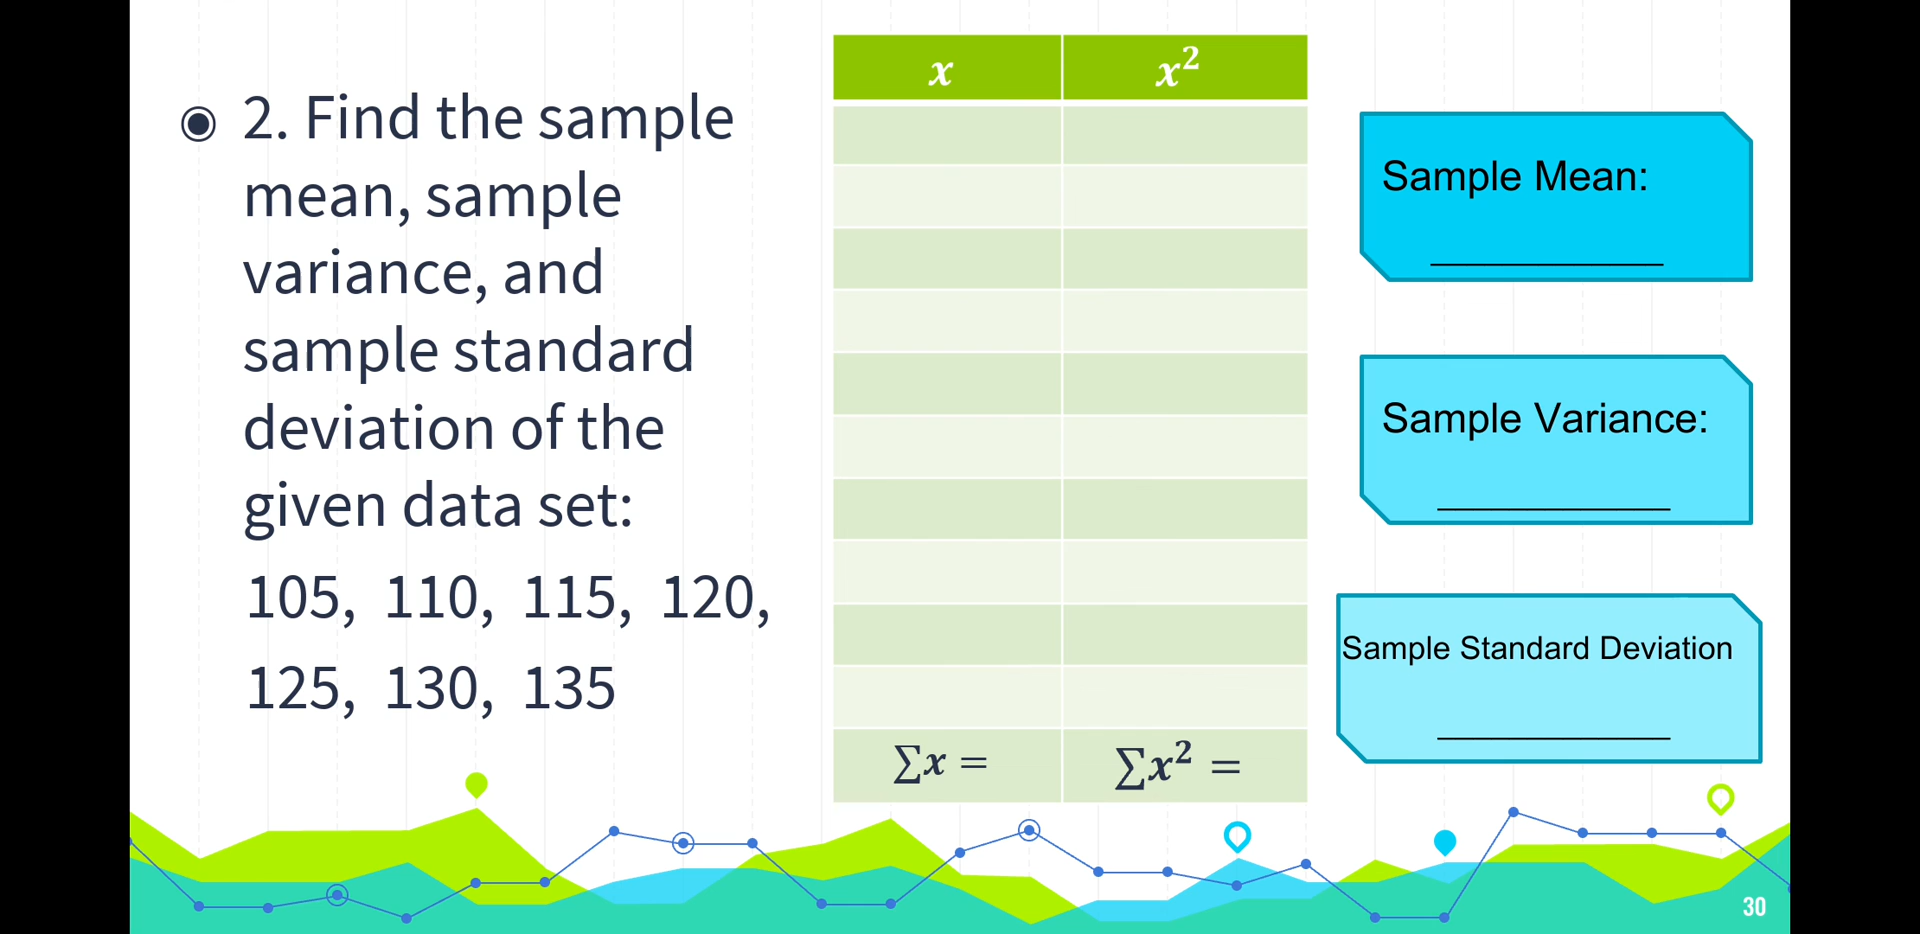 2. Find the sample
mean, sample
variance, and
sample standard
deviation of the
given data set:
105, 110, 115, 120,
125, 130, 135
x x²
∑x = ∑x² =
Sample Mean:
Sample Variance:
Sample Standard Deviation
30